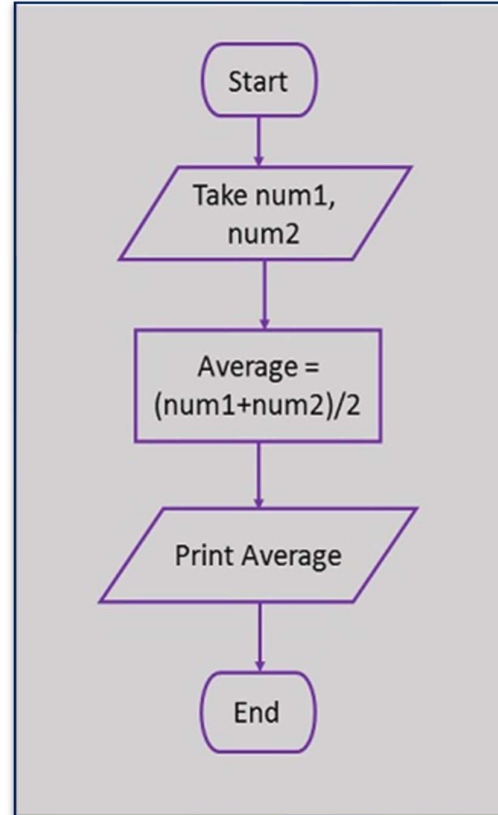 Start
Take num1,
num2
Average =
(num1+num2)/2
Print Average
End